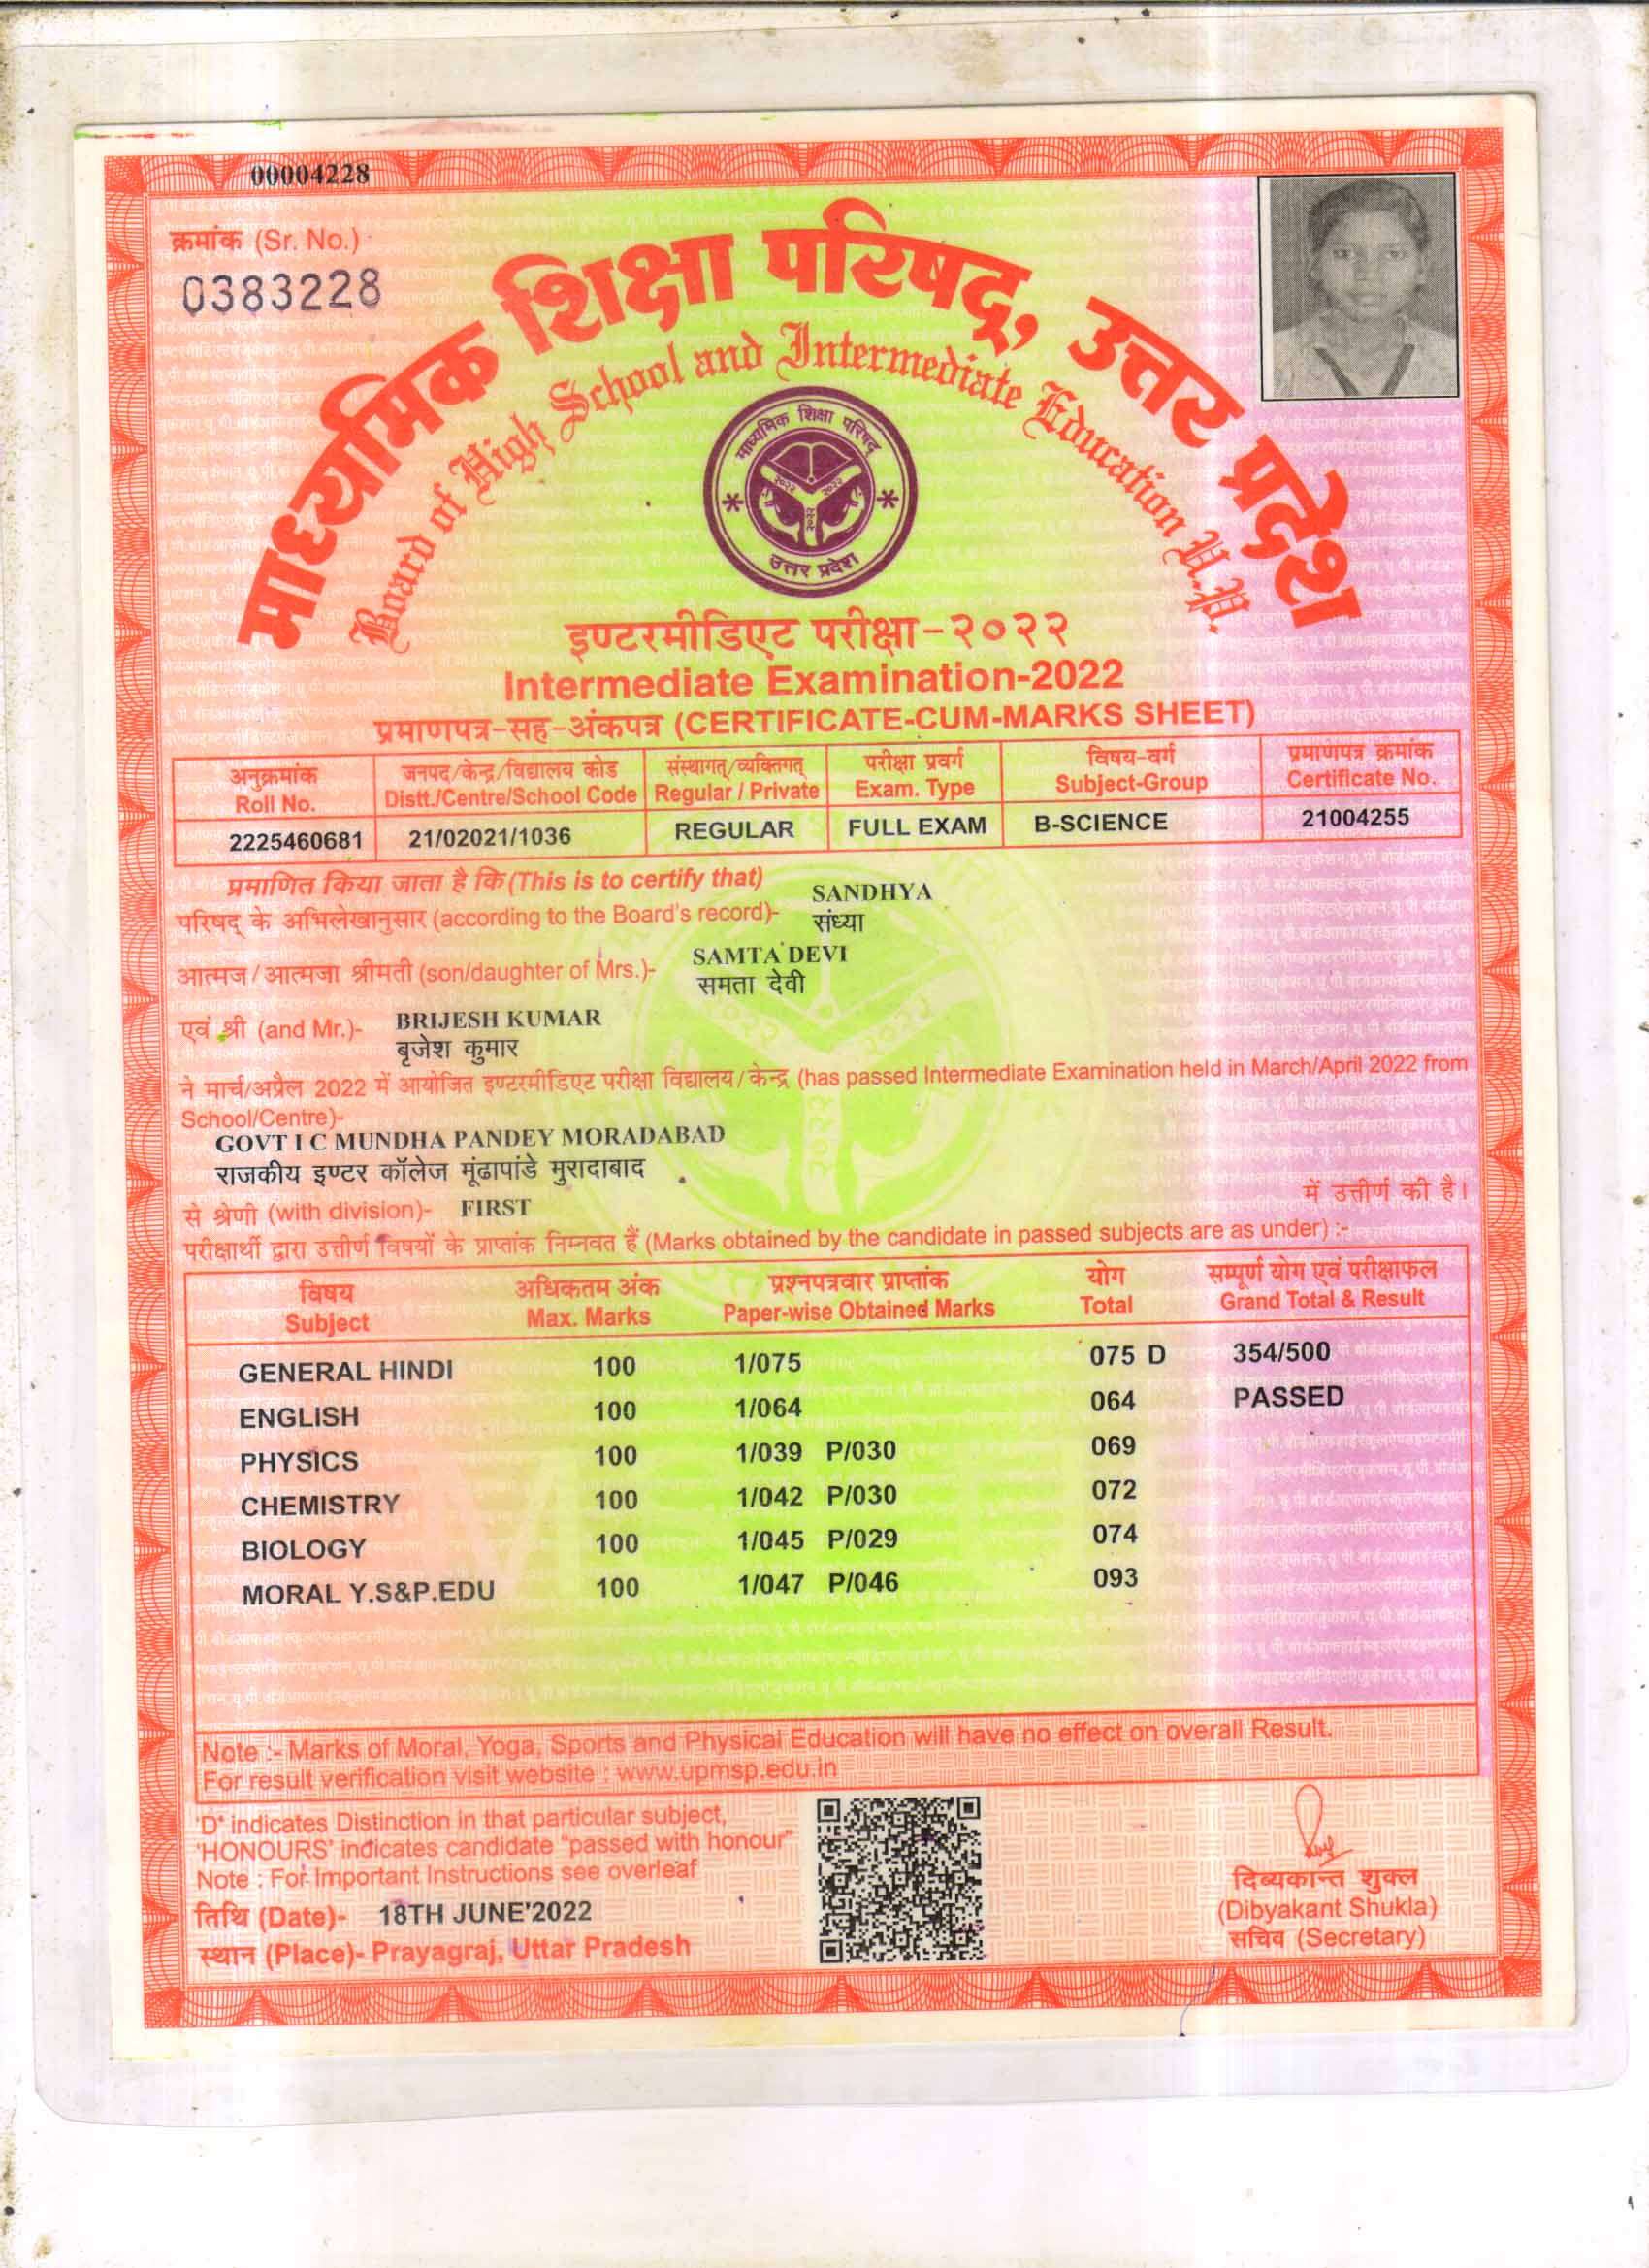 00004228
क्रमांक (Sr. No.)
0383228
माध्यमिक शिक्षा परिषद्, उत्तर प्रदेश
Board of High School and Intermediate Education U.P.
माध्यमिक शिक्षा परिषद्
२०२२ २०२२
२०२२
उत्तर प्रदेश
इण्टरमीडिएट परीक्षा-२०२२
Intermediate Examination-2022
प्रमाणपत्र-सह-अंकपत्र (CERTIFICATE-CUM-MARKS SHEET)
अनुक्रमांक जनपद/केन्द्र/विद्यालय कोड संस्थागत्/व्यक्तिगत् परीक्षा प्रवर्ग विषय-वर्ग प्रमाणपत्र क्रमांक
Roll No. Distt./Centre/School Code Regular / Private Exam. Type Subject-Group Certificate No.
2225460681 21/02021/1036 REGULAR FULL EXAM B-SCIENCE 21004255
प्रमाणित किया जाता है कि (This is to certify that)
SANDHYA
परिषद् के अभिलेखानुसार (according to the Board's record)- संध्या
SAMTA DEVI
आत्मज/आत्मजा श्रीमती (son/daughter of Mrs.)- समता देवी
एवं श्री (and Mr.)- BRIJESH KUMAR
बृजेश कुमार
ने मार्च/अप्रैल 2022 में आयोजित इण्टरमीडिएट परीक्षा विद्यालय/केन्द्र (has passed Intermediate Examination held in March/April 2022 from
School/Centre)-
GOVT I C MUNDHA PANDEY MORADABAD
राजकीय इण्टर कॉलेज मूंढापांडे मुरादाबाद
से श्रेणी (with division)- FIRST में उत्तीर्ण की है।
परीक्षार्थी द्वारा उत्तीर्ण विषयों के प्राप्तांक निम्नवत हैं (Marks obtained by the candidate in passed subjects are as under) :-
विषय अधिकतम अंक प्रश्नपत्रवार प्राप्तांक योग सम्पूर्ण योग एवं परीक्षाफल
Subject Max. Marks Paper-wise Obtained Marks Total Grand Total & Result
GENERAL HINDI 100 1/075 075 D 354/500
ENGLISH 100 1/064 064 PASSED
PHYSICS 100 1/039 P/030 069
CHEMISTRY 100 1/042 P/030 072
BIOLOGY 100 1/045 P/029 074
MORAL Y.S&P.EDU 100 1/047 P/046 093
Note :- Marks of Moral, Yoga, Sports and Physical Education will have no effect on overall Result.
For result verification visit website : www.upmsp.edu.in
'D' indicates Distinction in that particular subject,
'HONOURS' indicates candidate "passed with honour"
Note : For Important Instructions see overleaf
तिथि (Date)- 18TH JUNE'2022
स्थान (Place)- Prayagraj, Uttar Pradesh
दिव्यकान्त शुक्ल
(Dibyakant Shukla)
सचिव (Secretary)